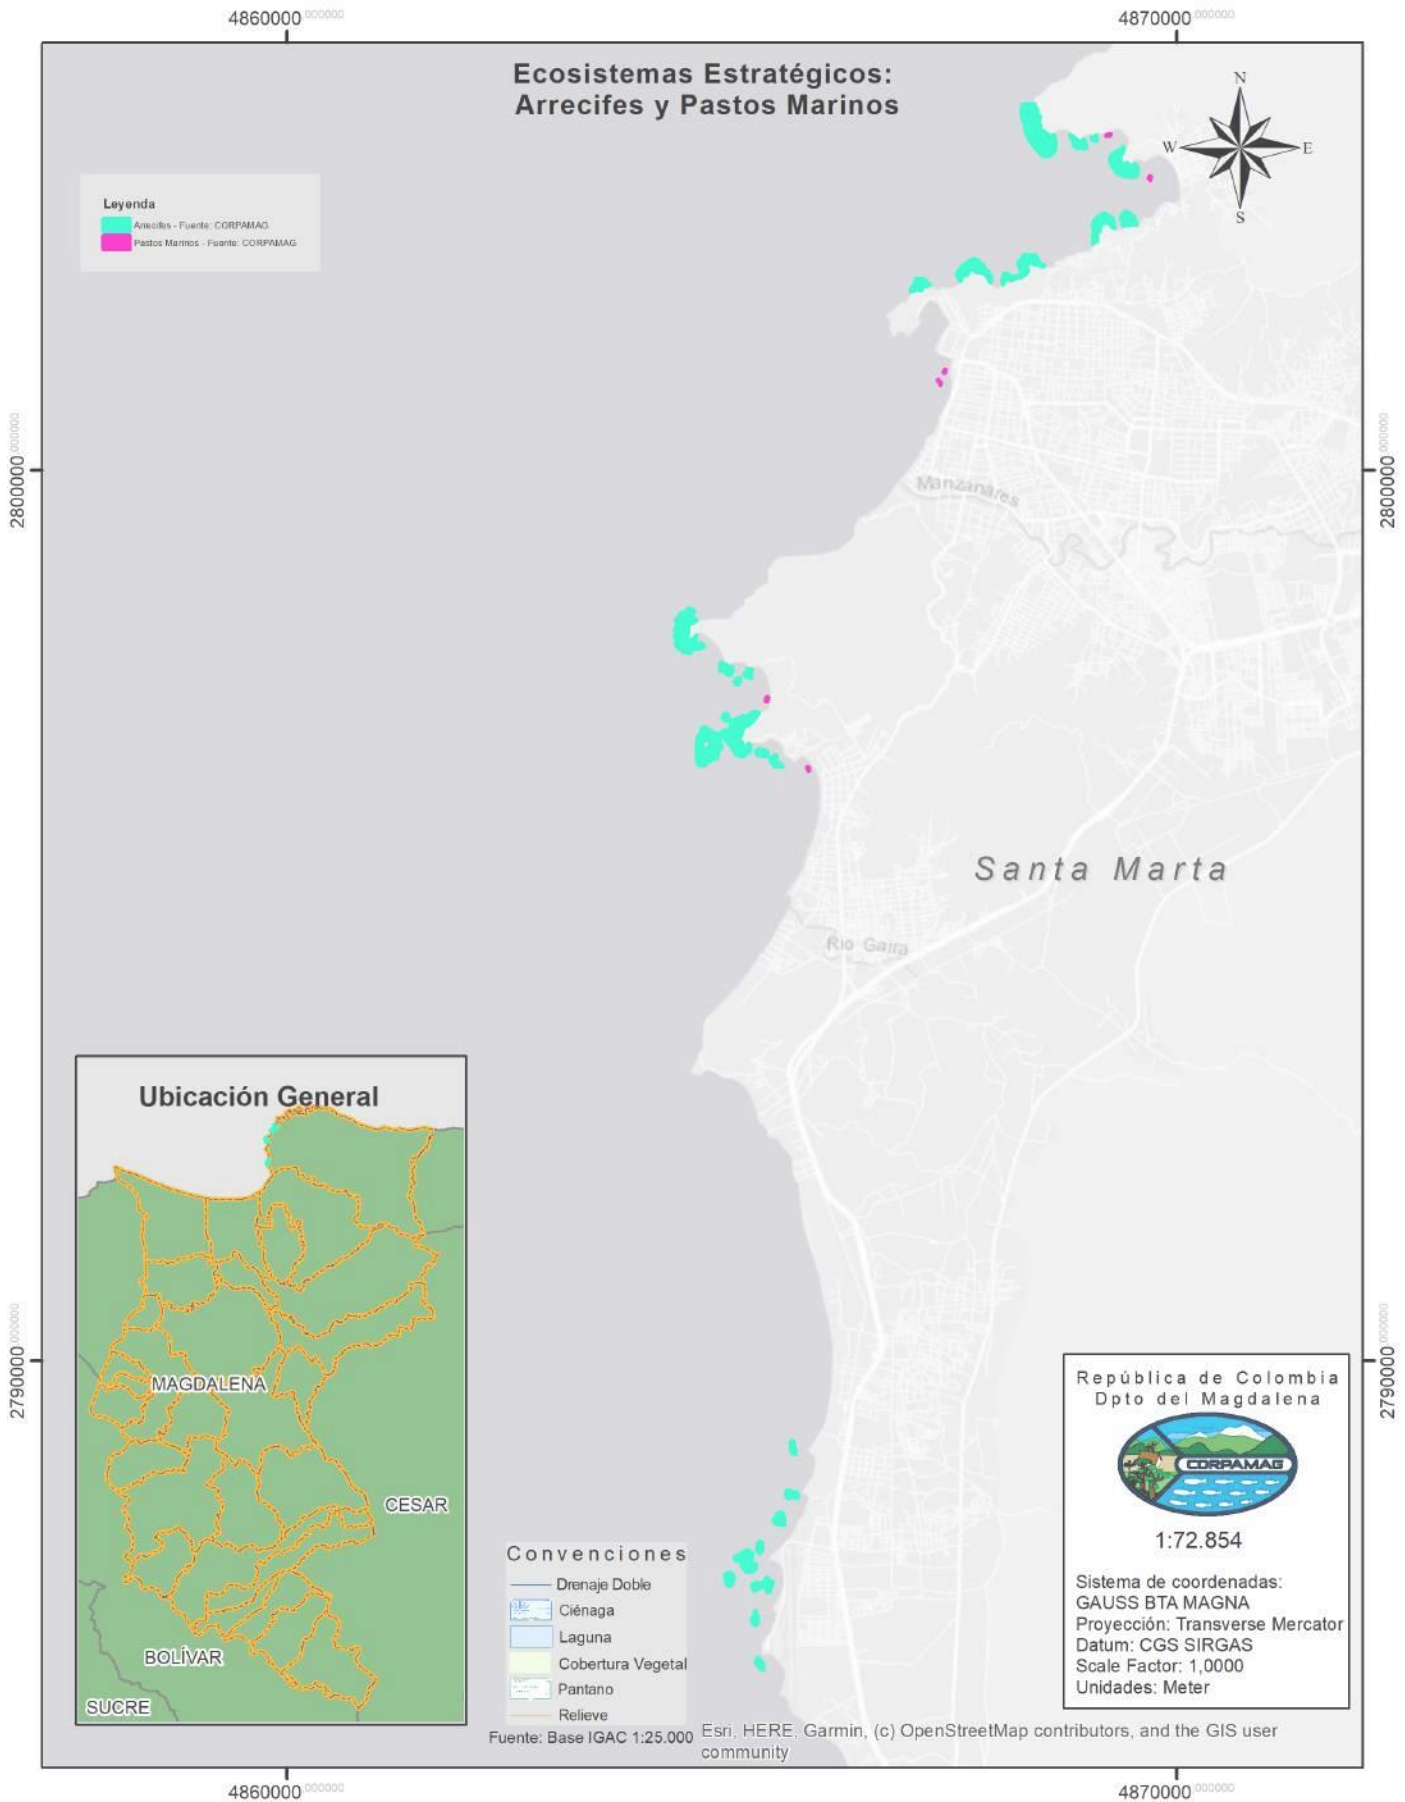 4860000.000000
4870000.000000
Ecosistemas Estratégicos:
Arrecifes y Pastos Marinos
N
W
E
S
Leyenda
Arrecifes - Fuente: CORPAMAG
Pastos Marinos - Fuente: CORPAMAG
2800000.000000
2800000.000000
Manzanares
Santa Marta
Rio Gaira
Ubicación General
MAGDALENA
CESAR
BOLÍVAR
SUCRE
2790000.000000
2790000.000000
República de Colombia
Dpto del Magdalena
CORPAMAG
1:72.854
Sistema de coordenadas:
GAUSS BTA MAGNA
Proyección: Transverse Mercator
Datum: CGS SIRGAS
Scale Factor: 1,0000
Unidades: Meter
Convenciones
Drenaje Doble
Ciénaga
Laguna
Cobertura Vegetal
Pantano
Relieve
Fuente: Base IGAC 1:25.000
Esri, HERE, Garmin, (c) OpenStreetMap contributors, and the GIS user
community
4860000.000000
4870000.000000